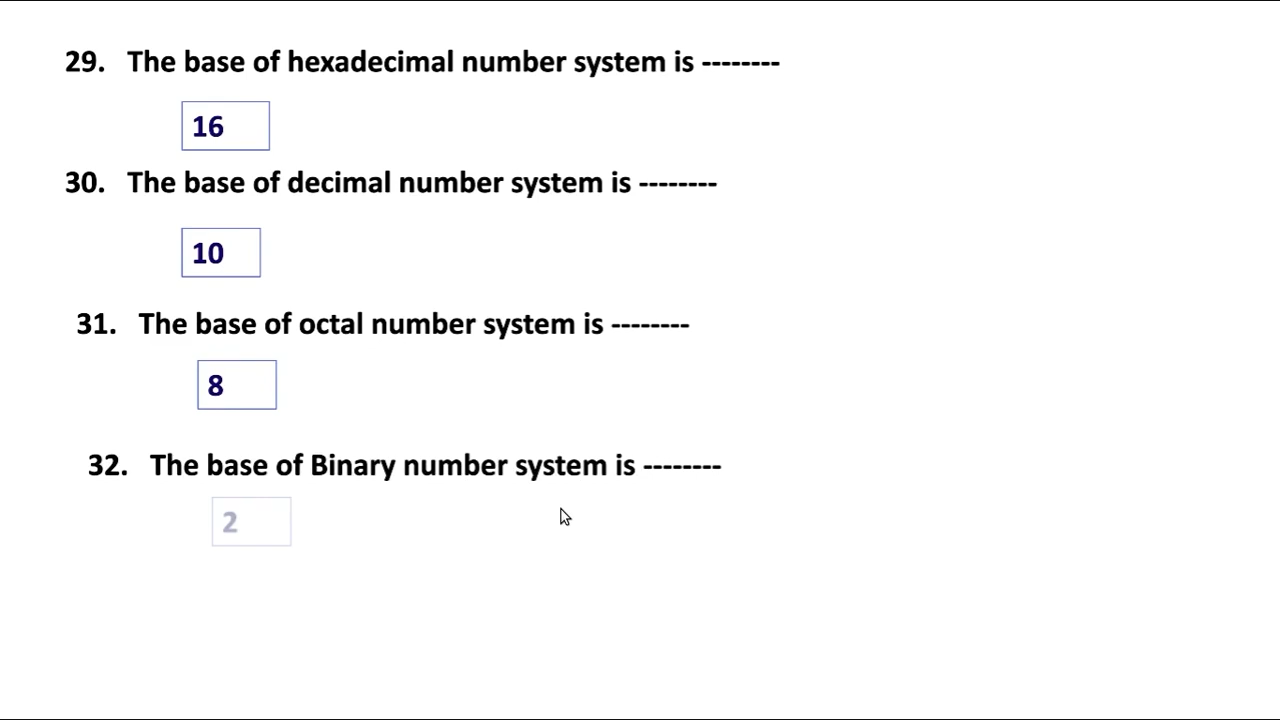 29. The base of hexadecimal number system is --------
16
30. The base of decimal number system is --------
10
31. The base of octal number system is --------
8
32. The base of Binary number system is --------
2